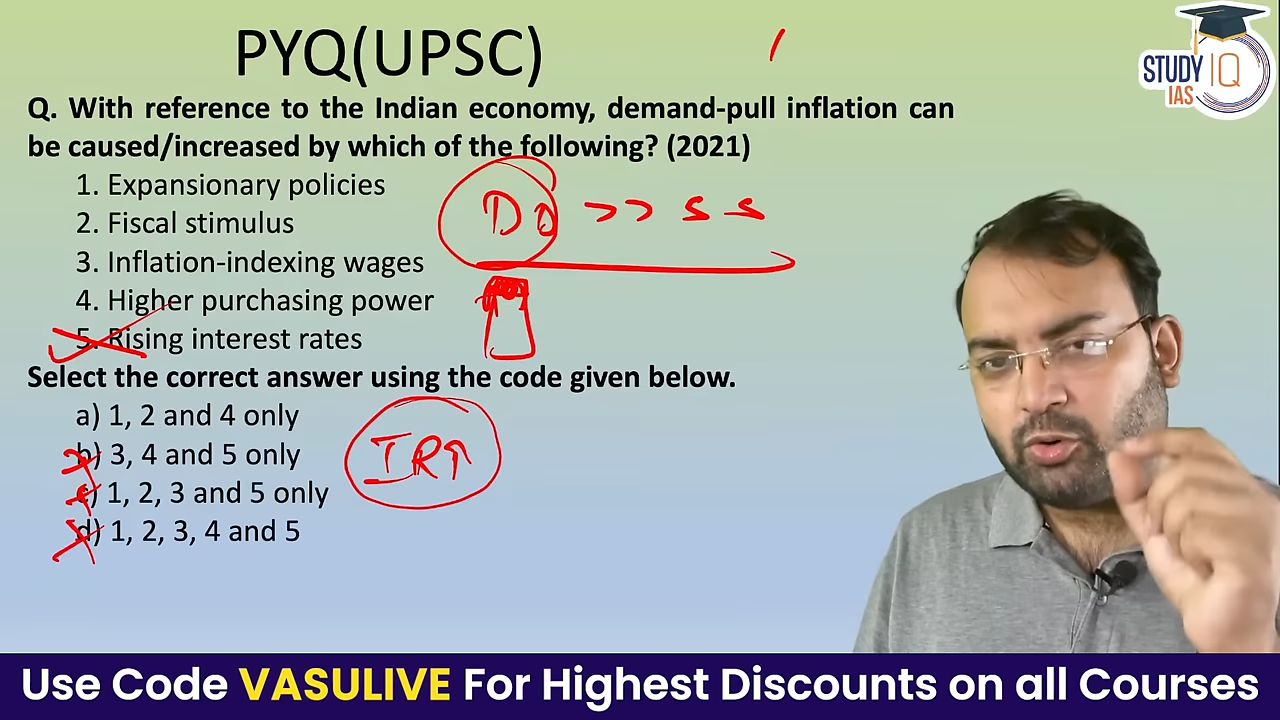 PYQ(UPSC)
STUDY IQ
IAS
Q. With reference to the Indian economy, demand-pull inflation can
be caused/increased by which of the following? (2021)
1. Expansionary policies
2. Fiscal stimulus
DD >> SS
3. Inflation-indexing wages
4. Higher purchasing power
5. Rising interest rates
Select the correct answer using the code given below.
a) 1, 2 and 4 only
b) 3, 4 and 5 only
IR↑
c) 1, 2, 3 and 5 only
d) 1, 2, 3, 4 and 5
Use Code VASULIVE For Highest Discounts on all Courses